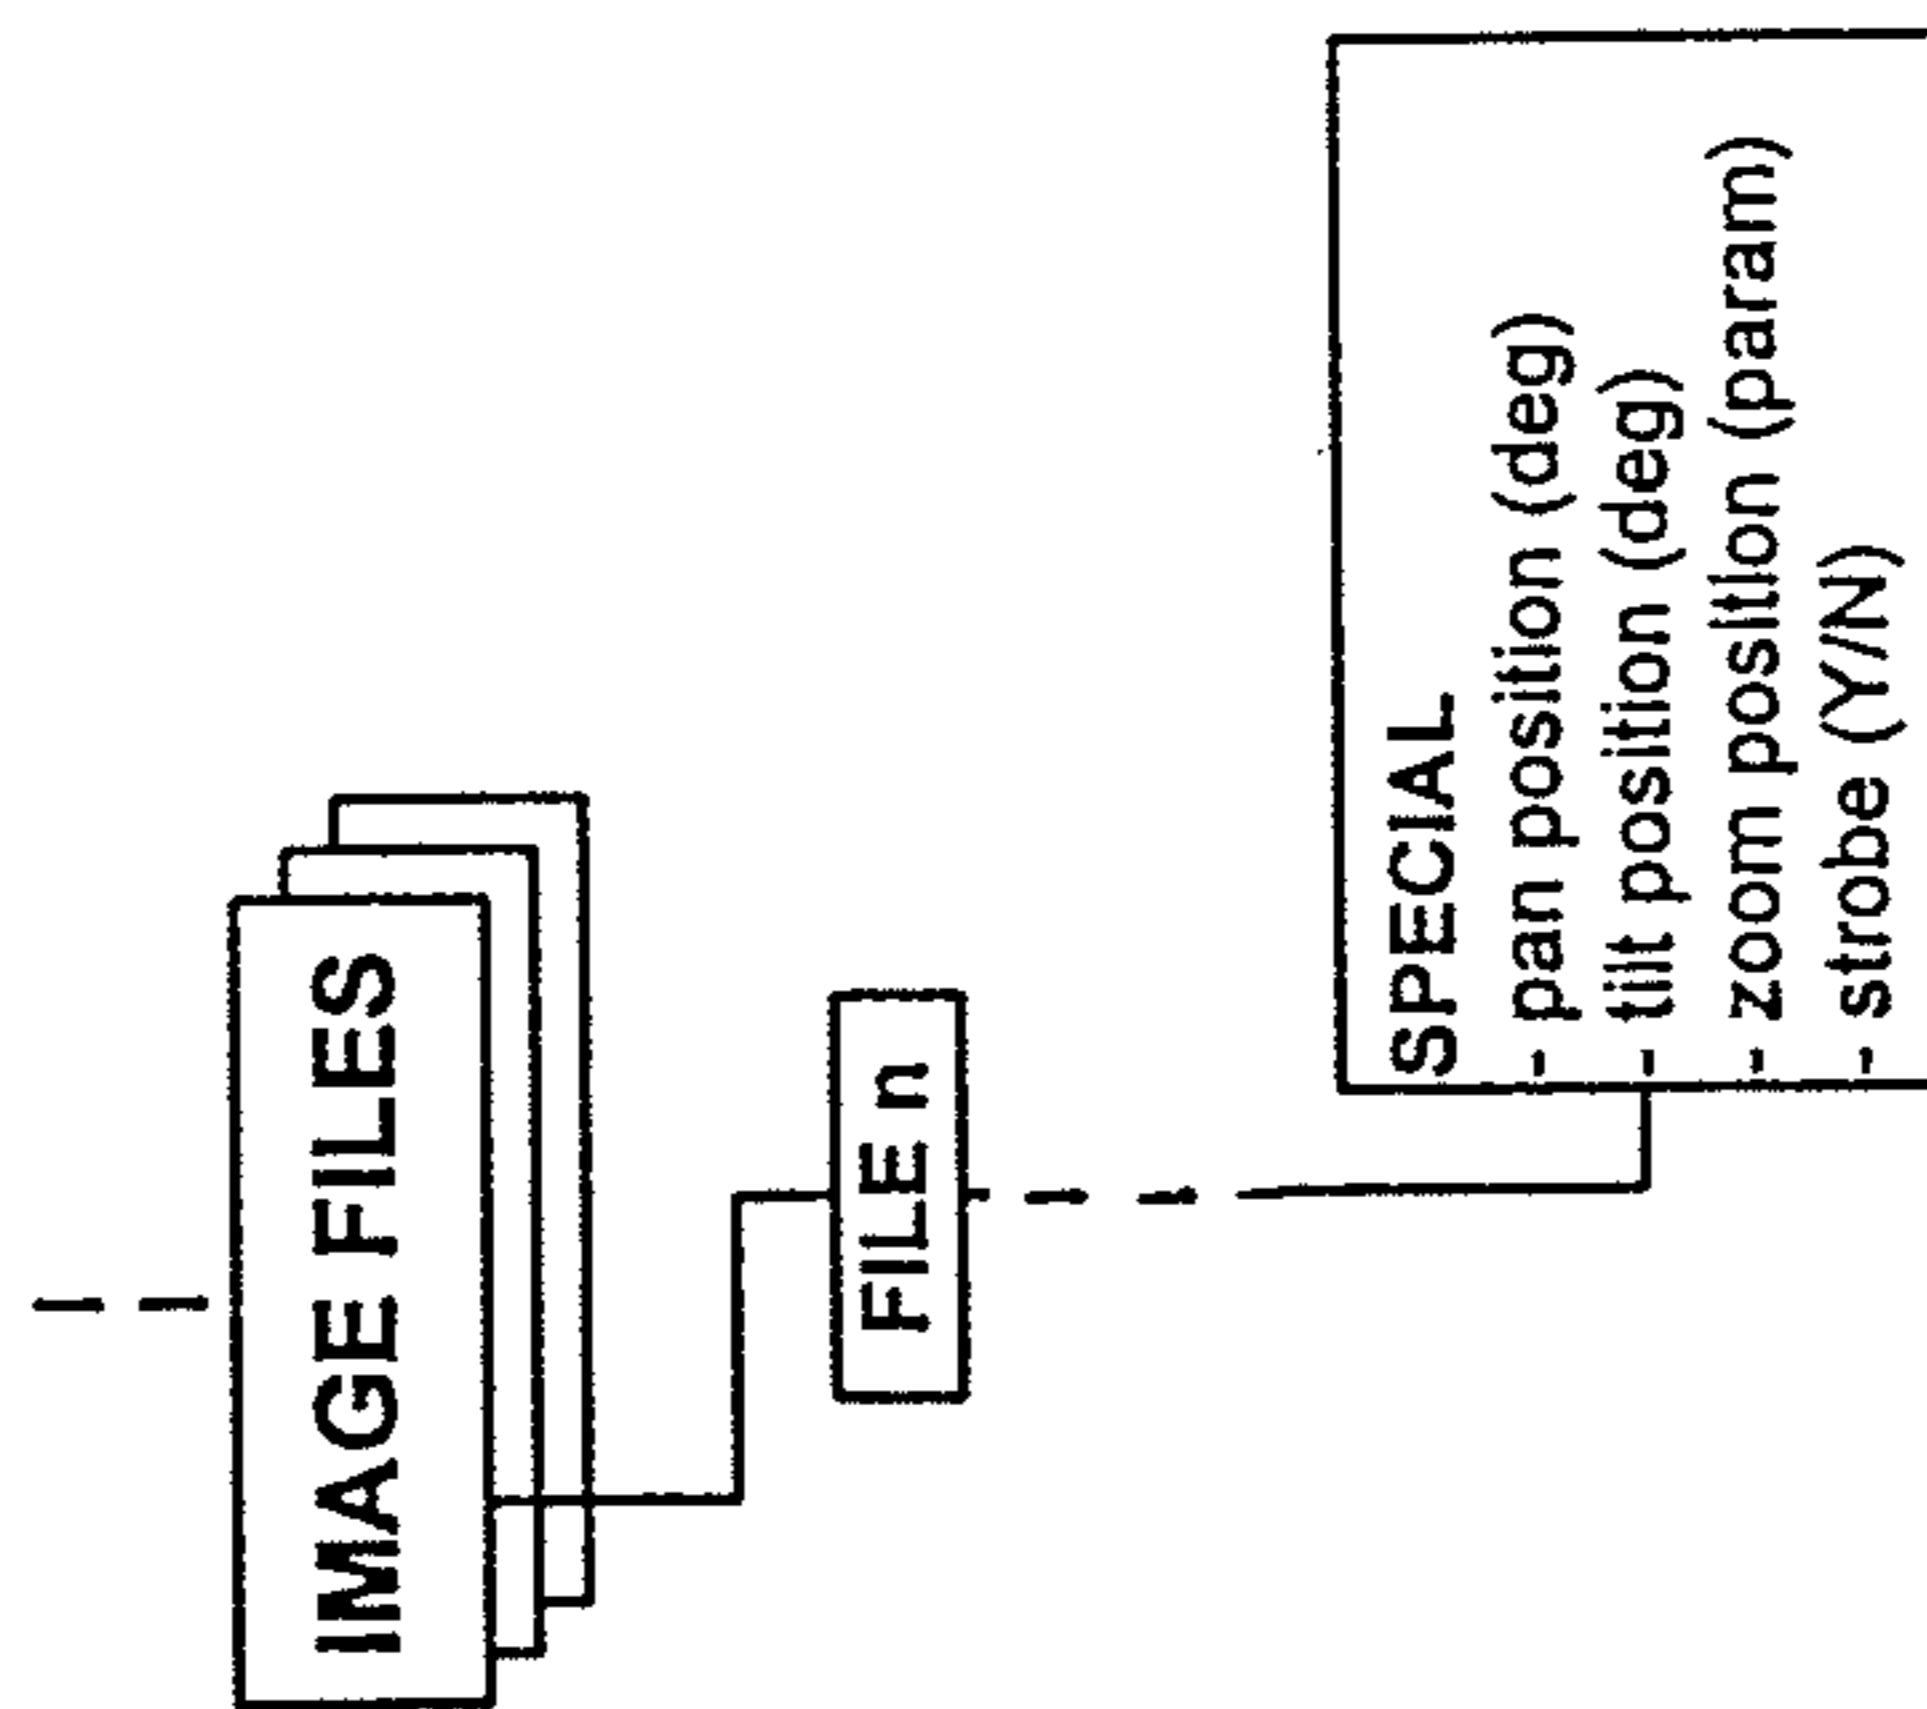 IMAGE FILES
FILE n
SPECIAL
- pan position (deg)
- tilt position (deg)
- zoom position (param)
- strobe (Y/N)